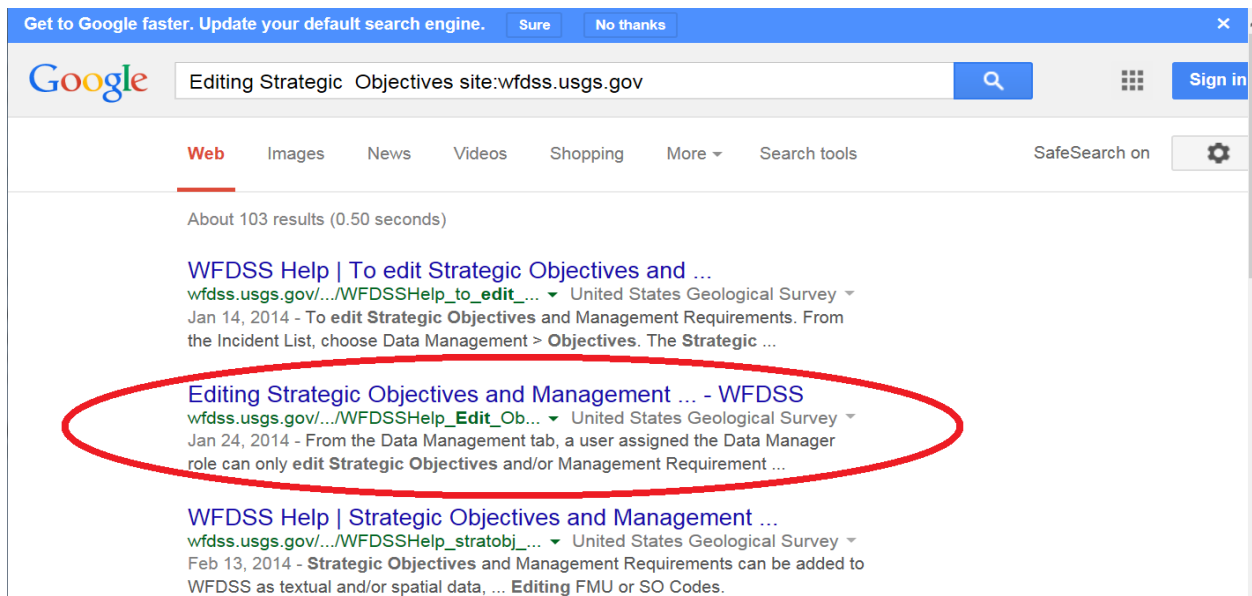 Get to Google faster. Update your default search engine. Sure No thanks ×
Google Editing Strategic  Objectives site:wfdss.usgs.gov Sign in
Web Images News Videos Shopping More Search tools SafeSearch on
About 103 results (0.50 seconds)
WFDSS Help | To edit Strategic Objectives and ...
wfdss.usgs.gov/.../WFDSSHelp_to_edit_... United States Geological Survey
Jan 14, 2014 - To edit Strategic Objectives and Management Requirements. From
the Incident List, choose Data Management > Objectives. The Strategic ...
Editing Strategic Objectives and Management ... - WFDSS
wfdss.usgs.gov/.../WFDSSHelp_Edit_Ob... United States Geological Survey
Jan 24, 2014 - From the Data Management tab, a user assigned the Data Manager
role can only edit Strategic Objectives and/or Management Requirement ...
WFDSS Help | Strategic Objectives and Management ...
wfdss.usgs.gov/.../WFDSSHelp_stratobj_... United States Geological Survey
Feb 13, 2014 - Strategic Objectives and Management Requirements can be added to
WFDSS as textual and/or spatial data, ... Editing FMU or SO Codes.